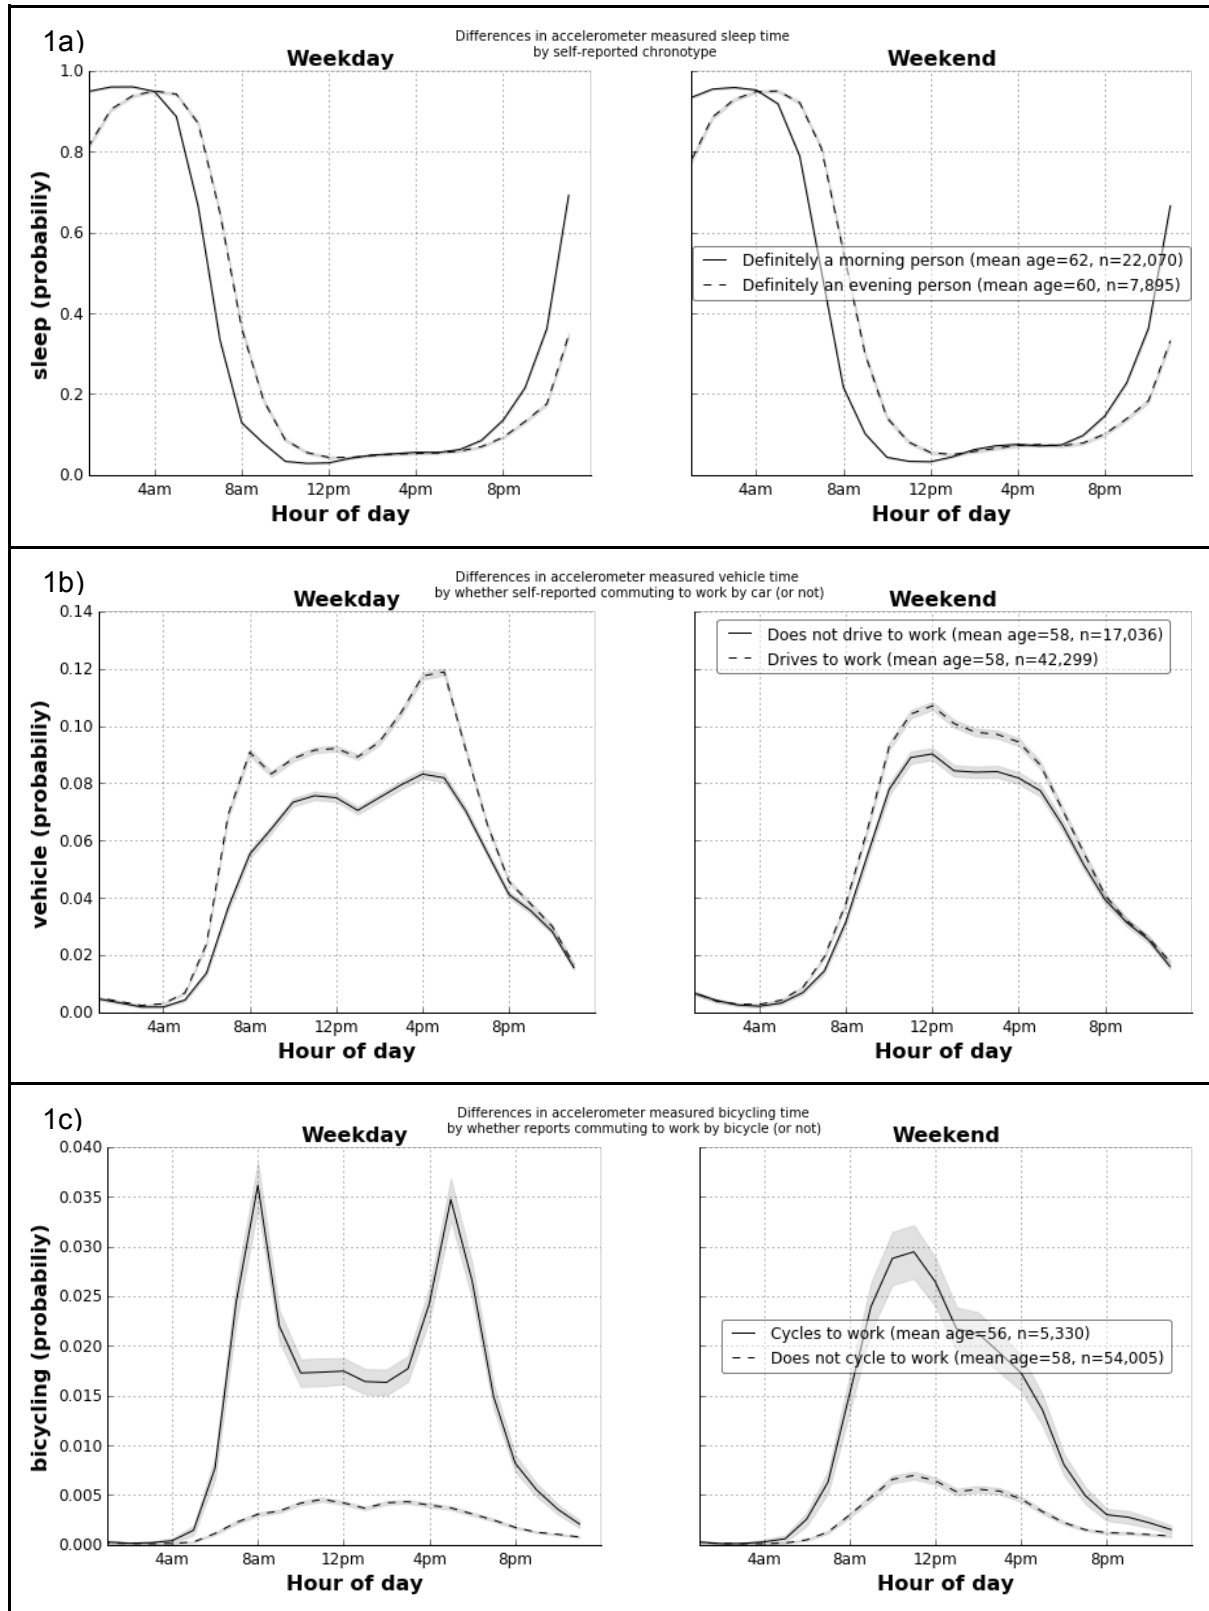 1a)
Differences in accelerometer measured sleep time
by self-reported chronotype
Weekday
Weekend
1.0
0.8
0.6
0.4
0.2
0.0
sleep (probabiliy)
4am 8am 12pm 4pm 8pm
Hour of day
Definitely a morning person (mean age=62, n=22,070)
Definitely an evening person (mean age=60, n=7,895)
4am 8am 12pm 4pm 8pm
Hour of day
1b)
Differences in accelerometer measured vehicle time
by whether self-reported commuting to work by car (or not)
Weekday
Weekend
0.14
0.12
0.10
0.08
0.06
0.04
0.02
0.00
vehicle (probabiliy)
4am 8am 12pm 4pm 8pm
Hour of day
Does not drive to work (mean age=58, n=17,036)
Drives to work (mean age=58, n=42,299)
4am 8am 12pm 4pm 8pm
Hour of day
1c)
Differences in accelerometer measured bicycling time
by whether reports commuting to work by bicycle (or not)
Weekday
Weekend
0.040
0.035
0.030
0.025
0.020
0.015
0.010
0.005
0.000
bicycling (probabiliy)
4am 8am 12pm 4pm 8pm
Hour of day
Cycles to work (mean age=56, n=5,330)
Does not cycle to work (mean age=58, n=54,005)
4am 8am 12pm 4pm 8pm
Hour of day